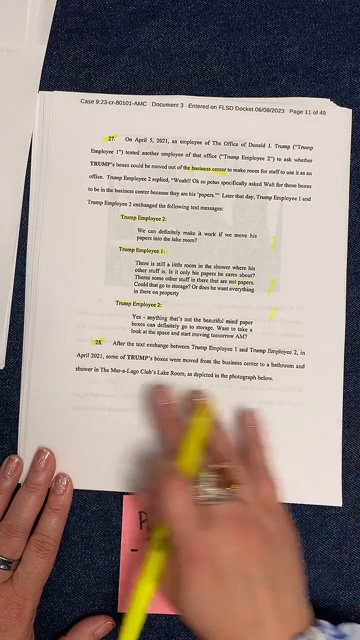 Case 9:23-cr-80101-AMC Document 3 Entered on FLSD Docket 06/08/2023 Page 11 of 49
27. On April 5, 2021, an employee of The Office of Donald J. Trump ("Trump
Employee 1") texted another employee of that office ("Trump Employee 2") to ask whether
TRUMP's boxes could be moved out of the business center to make room for staff to use it as an
office. Trump Employee 2 replied, "Woah!! Ok so potus specifically asked Walt for those boxes
to be in the business center because they are his 'papers.'" Later that day, Trump Employee 1 and
Trump Employee 2 exchanged the following text messages:
Trump Employee 2:
We can definitely make it work if we move his
papers into the lake room?
Trump Employee 1:
There is still a little room in the shower where his
other stuff is. Is it only his papers he cares about?
Theres some other stuff in there that are not papers.
Could that go to storage? Or does he want everything
in there on property
Trump Employee 2:
Yes - anything that's not the beautiful mind paper
boxes can definitely go to storage. Want to take a
look at the space and start moving tomorrow AM?
28. After the text exchange between Trump Employee 1 and Trump Employee 2, in
April 2021, some of TRUMP's boxes were moved from the business center to a bathroom and
shower in The Mar-a-Lago Club's Lake Room, as depicted in the photograph below.